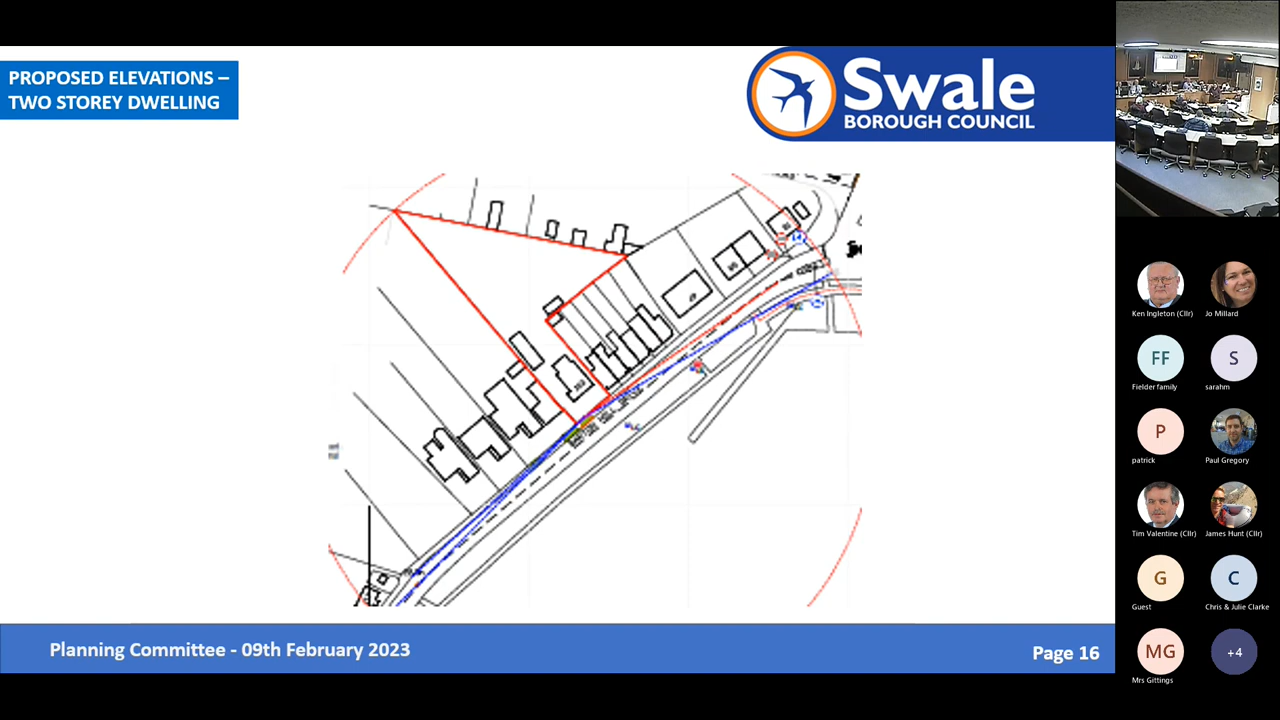 PROPOSED ELEVATIONS –
TWO STOREY DWELLING
Swale
BOROUGH COUNCIL
Planning Committee - 09th February 2023
Page 16
Ken Ingleton (Cllr)
Jo Millard
FF
S
Fielder family
sarahm
P
patrick
Paul Gregory
Tim Valentine (Cllr)
James Hunt (Cllr)
G
C
Guest
Chris & Julie Clarke
MG
+4
Mrs Gittings